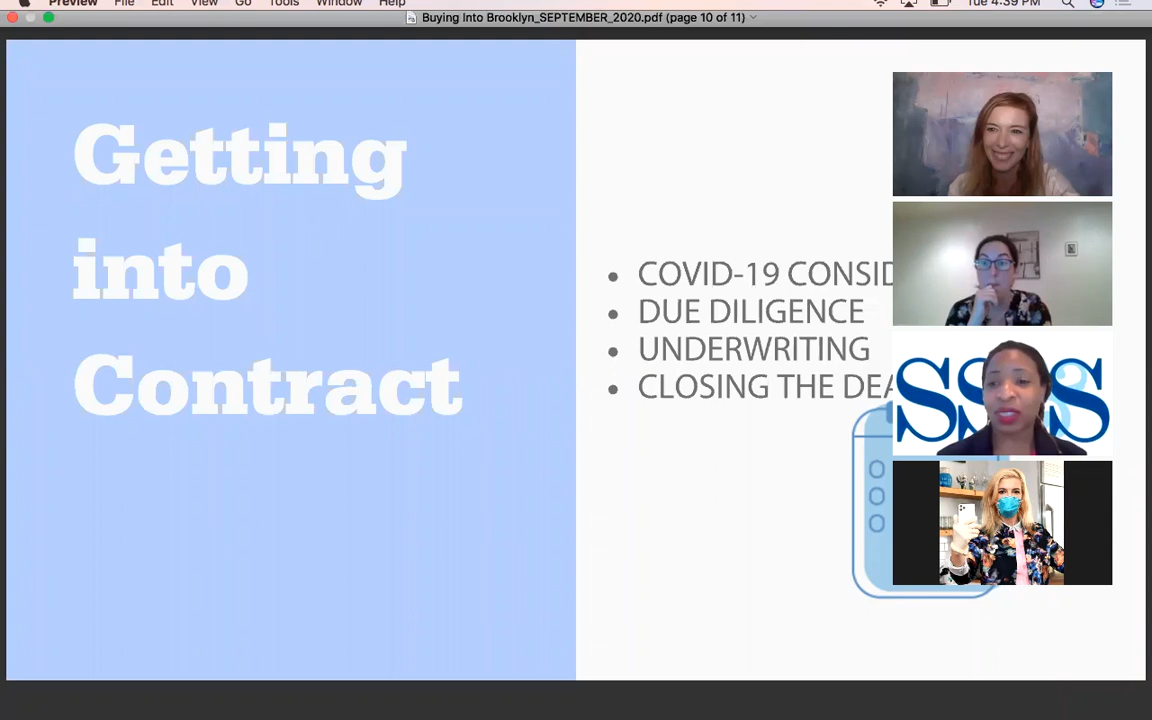 Preview File Edit View Go Tools Window Help Tue 4:39 PM
Buying Into Brooklyn_SEPTEMBER_2020.pdf (page 10 of 11)
Getting
into
Contract
• COVID-19 CONSID
• DUE DILIGENCE
• UNDERWRITING
• CLOSING THE DEA
SS&S